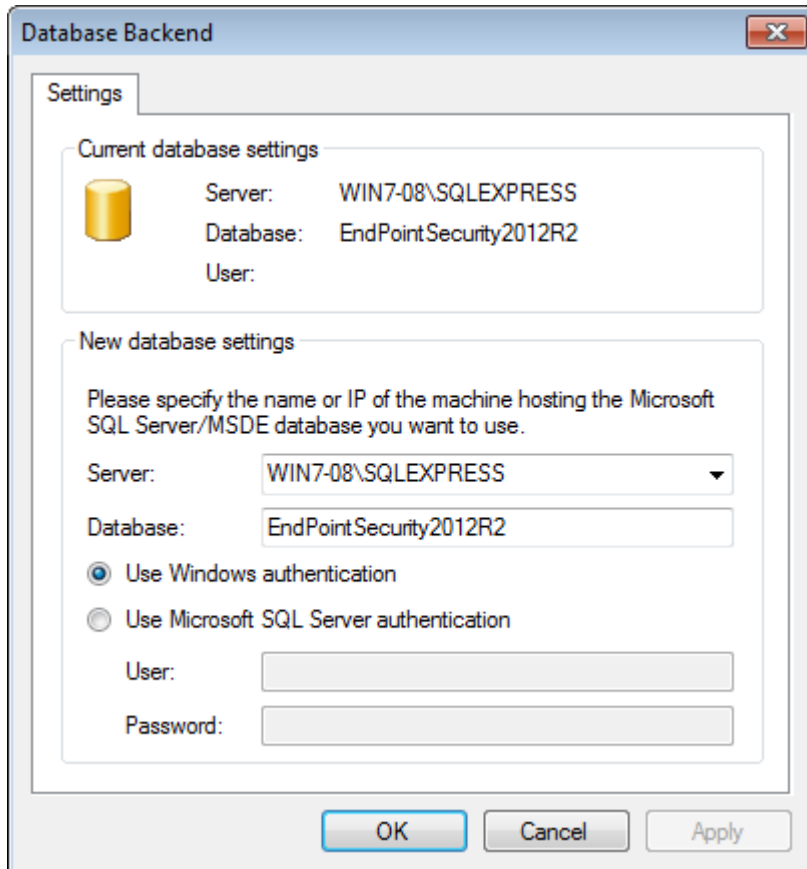 Database Backend
Settings
Current database settings
Server: WIN7-08\SQLEXPRESS
Database: EndPointSecurity2012R2
User:
New database settings
Please specify the name or IP of the machine hosting the Microsoft
SQL Server/MSDE database you want to use.
Server: WIN7-08\SQLEXPRESS
Database: EndPointSecurity2012R2
Use Windows authentication
Use Microsoft SQL Server authentication
User:
Password:
OK Cancel Apply